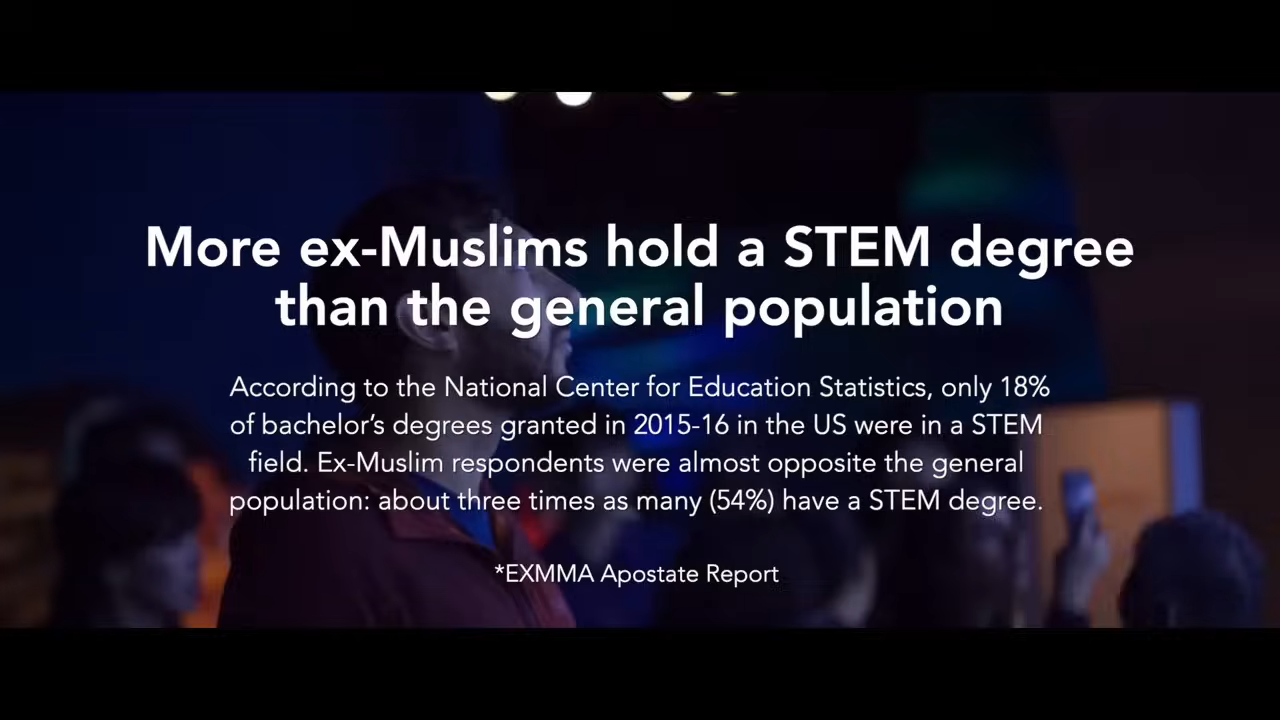 More ex-Muslims hold a STEM degree
than the general population
According to the National Center for Education Statistics, only 18%
of bachelor's degrees granted in 2015-16 in the US were in a STEM
field. Ex-Muslim respondents were almost opposite the general
population: about three times as many (54%) have a STEM degree.
*EXMMA Apostate Report